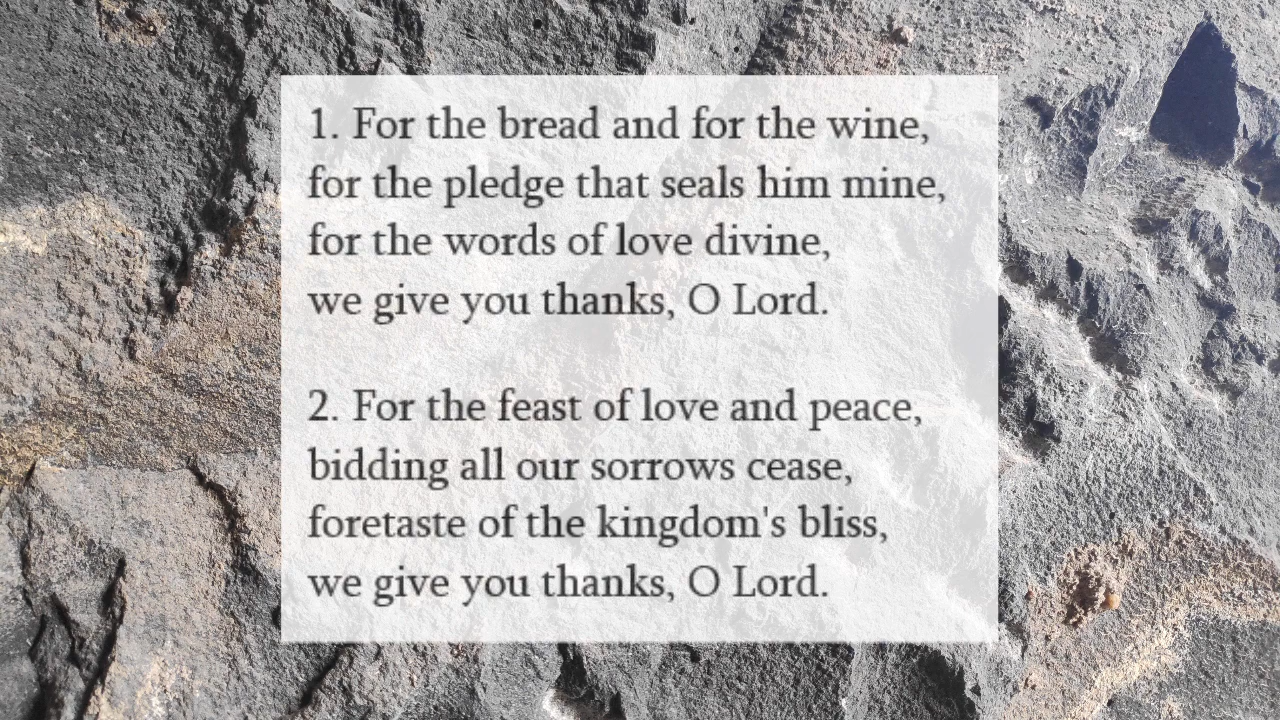 1. For the bread and for the wine,
for the pledge that seals him mine,
for the words of love divine,
we give you thanks, O Lord.
2. For the feast of love and peace,
bidding all our sorrows cease,
foretaste of the kingdom's bliss,
we give you thanks, O Lord.